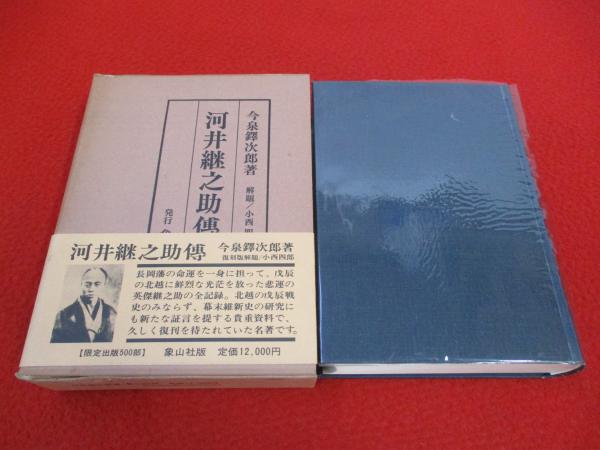 今泉鐸次郎著
解題/小西四
河井継之助傳
発行
河井継之助傳
今泉鐸次郎著
復刻版解題/小西四郎
長岡藩の命運を一身に担って、戊辰
の北越に鮮烈な光茫を放った悲運の
英傑継之助の全記録。北越の戊辰戦
史のみならず、幕末維新史の研究に
も新たな証言を提する貴重資料で、
久しく復刊を待たれていた名著です。
【限定出版500部】 象山社版 定価12,000円